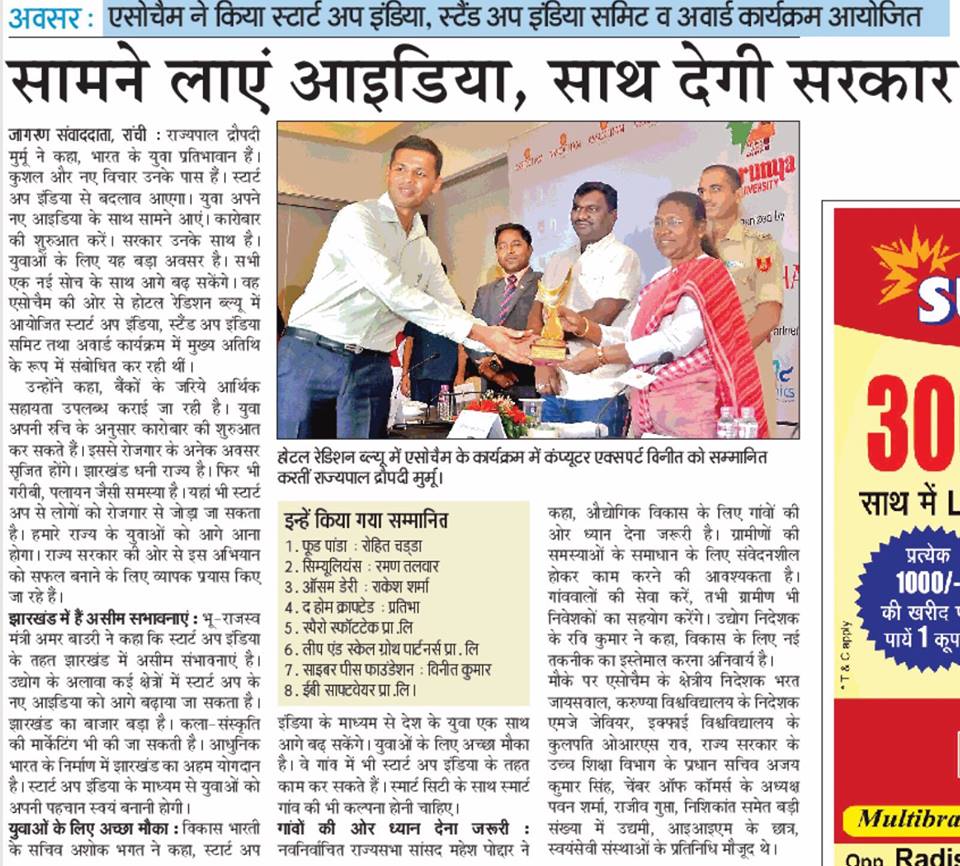 अवसर : एसोचैम ने किया स्टार्ट अप इंडिया, स्टैंड अप इंडिया समिट व अवार्ड कार्यक्रम आयोजित
सामने लाएं आइडिया, साथ देगी सरकार
जागरण संवाददाता, रांची : राज्यपाल द्रौपदी
मुर्मू ने कहा, भारत के युवा प्रतिभावान हैं।
कुशल और नए विचार उनके पास हैं। स्टार्ट
अप इंडिया से बदलाव आएगा। युवा अपने
नए आइडिया के साथ सामने आएं। कारोबार
की शुरुआत करें। सरकार उनके साथ है।
युवाओं के लिए यह बड़ा अवसर है। सभी
एक नई सोच के साथ आगे बढ़ सकेंगे। वह
एसोचैम की ओर से होटल रेडिशन ब्ल्यू में
आयोजित स्टार्ट अप इंडिया, स्टैंड अप इंडिया
समिट तथा अवार्ड कार्यक्रम में मुख्य अतिथि
के रूप में संबोधित कर रही थीं।
उन्होंने कहा, बैंकों के जरिये आर्थिक
सहायता उपलब्ध कराई जा रही है। युवा
अपनी रुचि के अनुसार कारोबार की शुरुआत
कर सकते हैं। इससे रोजगार के अनेक अवसर
सृजित होंगे। झारखंड धनी राज्य है। फिर भी
गरीबी, पलायन जैसी समस्या है। यहां भी स्टार्ट
अप से लोगों को रोजगार से जोड़ा जा सकता
है। हमारे राज्य के युवाओं को आगे आना
होगा। राज्य सरकार की ओर से इस अभियान
को सफल बनाने के लिए व्यापक प्रयास किए
जा रहे हैं।
झारखंड में हैं असीम सभावनाएं : भू-राजस्व
मंत्री अमर बाउरी ने कहा कि स्टार्ट अप इंडिया
के तहत झारखंड में असीम संभावनाएं है।
उद्योग के अलावा कई क्षेत्रों में स्टार्ट अप के
नए आइडिया को आगे बढ़ाया जा सकता है।
झारखंड का बाजार बड़ा है। कला-संस्कृति
की मार्केटिंग भी की जा सकती है। आधुनिक
भारत के निर्माण में झारखंड का अहम योगदान
है। स्टार्ट अप इंडिया के माध्यम से युवाओं को
अपनी पहचान स्वयं बनानी होगी।
युवाओं के लिए अच्छा मौका : विकास भारती
के सचिव अशोक भगत ने कहा, स्टार्ट अप
runya
UNIVERSITY
होटल रेडिशन ब्ल्यू में एसोचैम के कार्यक्रम में कंप्यूटर एक्सपर्ट विनीत को सम्मानित
करतीं राज्यपाल द्रौपदी मुर्मू।
इन्हें किया गया सम्मानित
1. फूड पांडा : रोहित चड्डा
2. सिम्यूलियंस : रमण तलवार
3. ऑसम डेरी : राकेश शर्मा
4. द होम क्राफ्टेड : प्रतिभा
5. स्पैरो स्फॉटटेक प्रा.लि
6. लीप एंड स्केल ग्रोथ पार्टनर्स प्रा. लि
7. साइबर पीस फाउंडेशन : विनीत कुमार
8. ईबी साफ्टवेयर प्रा.लि।
इंडिया के माध्यम से देश के युवा एक साथ
आगे बढ़ सकेंगे। युवाओं के लिए अच्छा मौका
है। वे गांव में भी स्टार्ट अप इंडिया के तहत
काम कर सकते हैं। स्मार्ट सिटी के साथ स्मार्ट
गांव की भी कल्पना होनी चाहिए।
गांवों की ओर ध्यान देना जरूरी :
नवनिर्वाचित राज्यसभा सांसद महेश पोद्दार ने
कहा, औद्योगिक विकास के लिए गांवों की
ओर ध्यान देना जरूरी है। ग्रामीणों की
समस्याओं के समाधान के लिए संवेदनशील
होकर काम करने की आवश्यकता है।
गांववालों की सेवा करें, तभी ग्रामीण भी
निवेशकों का सहयोग करेंगे। उद्योग निदेशक
के रवि कुमार ने कहा, विकास के लिए नई
तकनीक का इस्तेमाल करना अनिवार्य है।
मौके पर एसोचैम के क्षेत्रीय निदेशक भरत
जायसवाल, करुण्या विश्वविद्यालय के निदेशक
एमजे जेवियर, इक्फाई विश्वविद्यालय के
कुलपति ओआरएस राव, राज्य सरकार के
उच्च शिक्षा विभाग के प्रधान सचिव अजय
कुमार सिंह, चेंबर ऑफ कॉमर्स के अध्यक्ष
पवन शर्मा, राजीव गुप्ता, निशिकांत समेत बड़ी
संख्या में उद्यमी, आइआइएम के छात्र,
स्वयंसेवी संस्थाओं के प्रतिनिधि मौजूद थे।
30
साथ में L
प्रत्येक
1000/-
की खरीद प
पायें 1 कूप
* T & C apply
Multibra
Opp. Radis